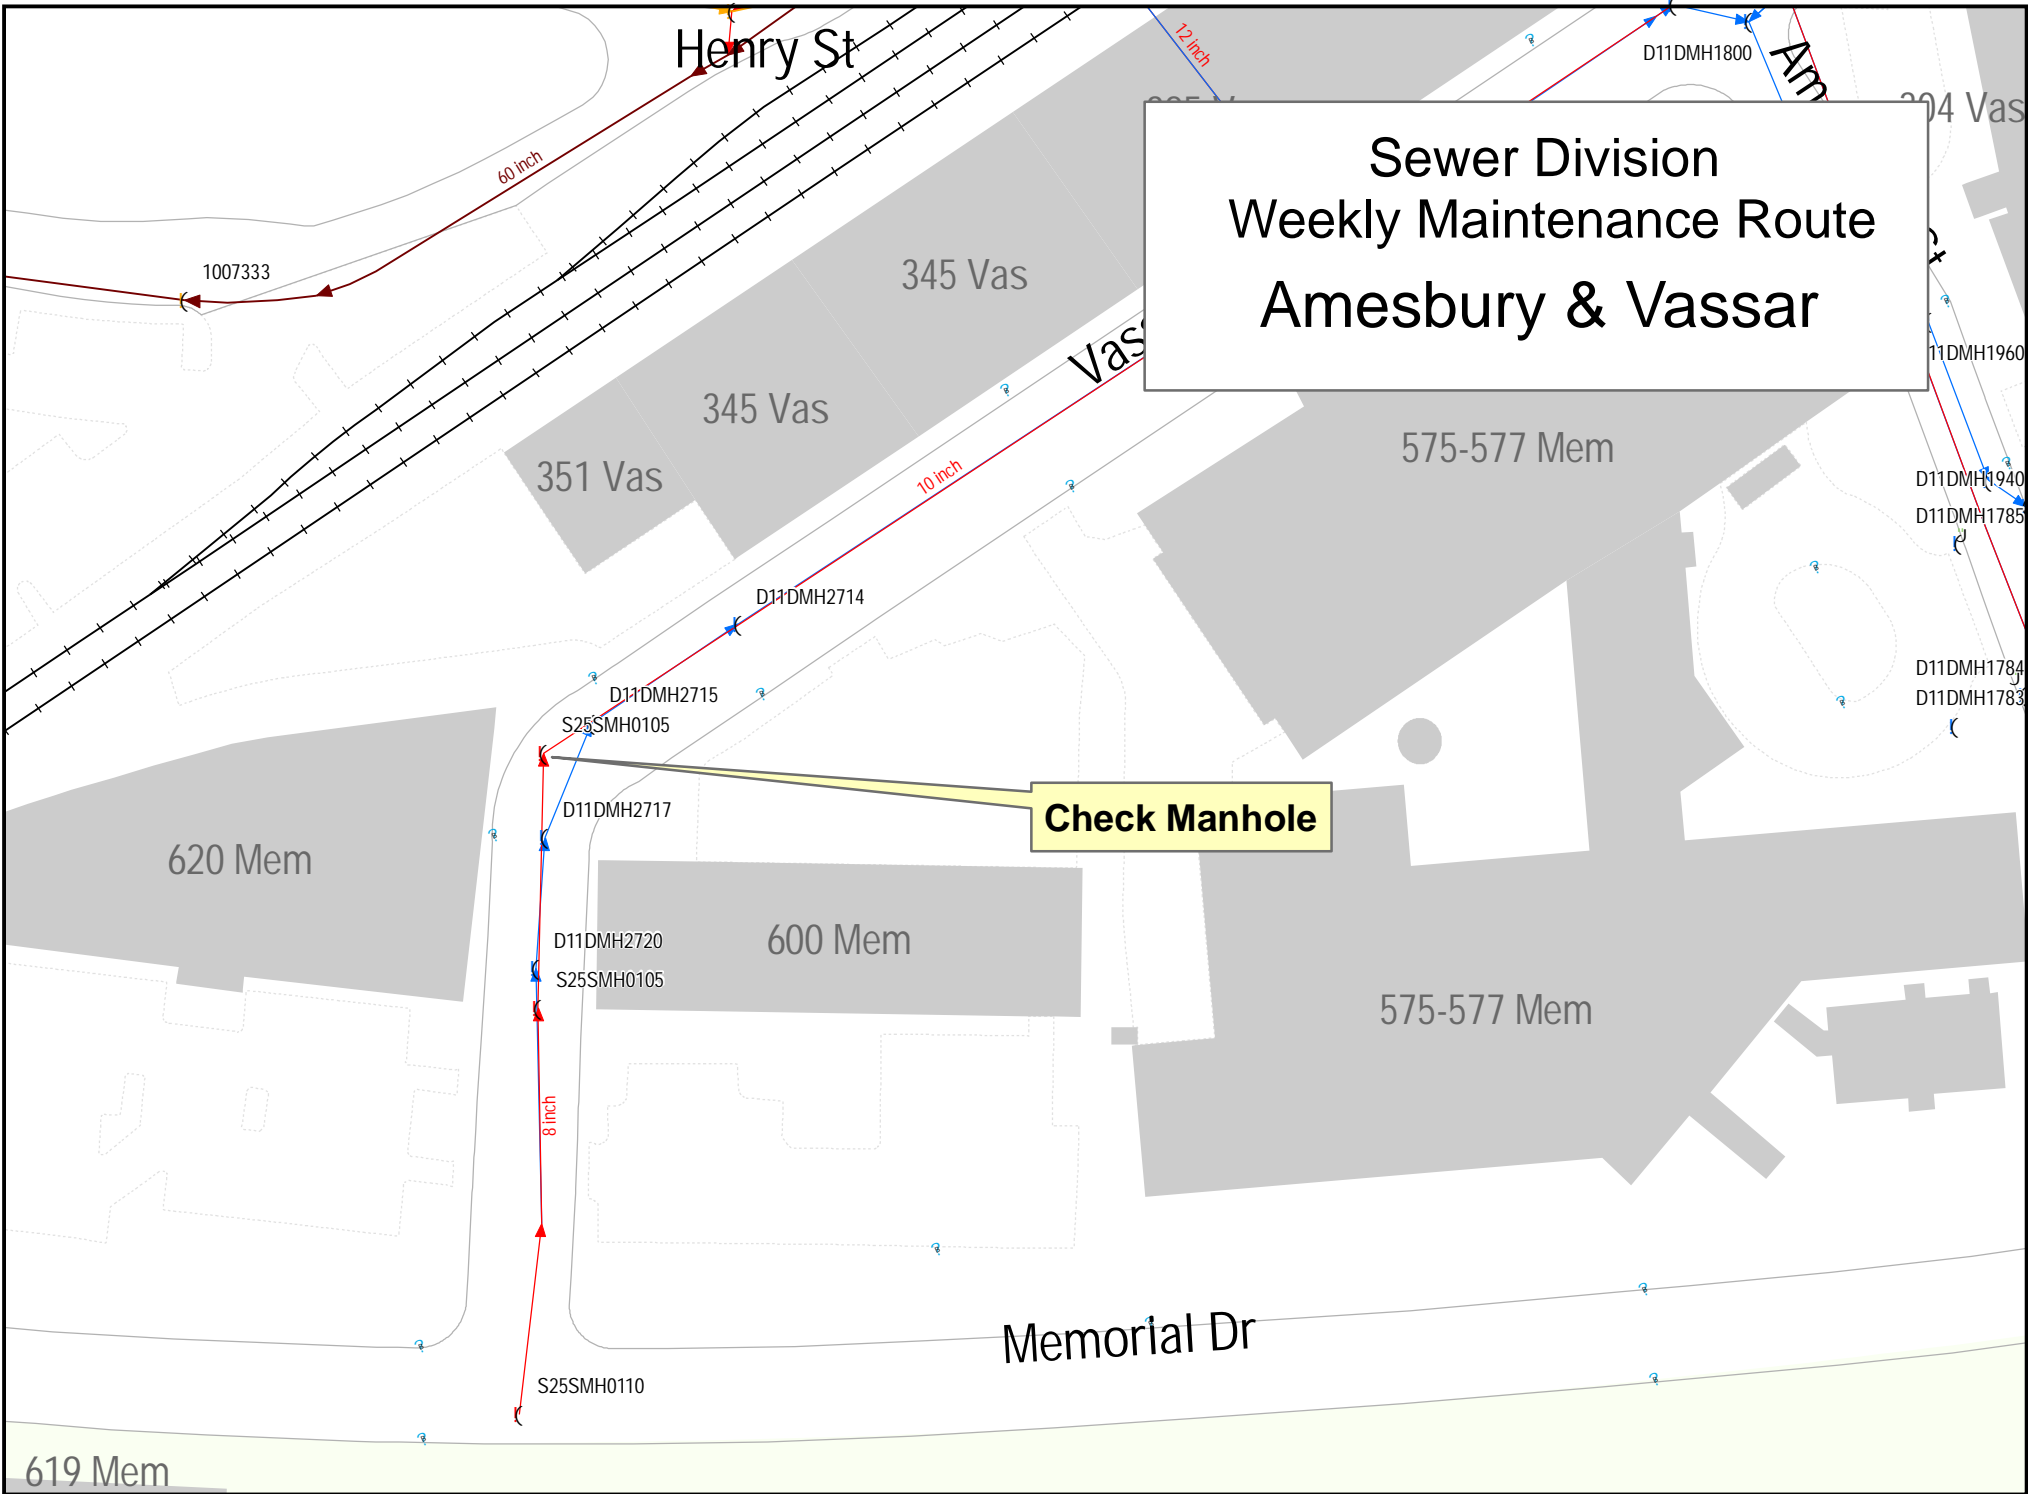 Henry St
12 inch
D11DMH1800
60 inch
Sewer Division
Weekly Maintenance Route
Amesbury & Vassar
1007333
345 Vas
11DMH1960
345 Vas
575-577 Mem
351 Vas
10 inch
D11DMH1940
D11DMH1785
D11DMH2714
D11DMH1784
D11DMH2715
D11DMH1783
S25SMH0105
D11DMH2717
Check Manhole
620 Mem
D11DMH2720
600 Mem
S25SMH0105
575-577 Mem
8 inch
Memorial Dr
S25SMH0110
619 Mem